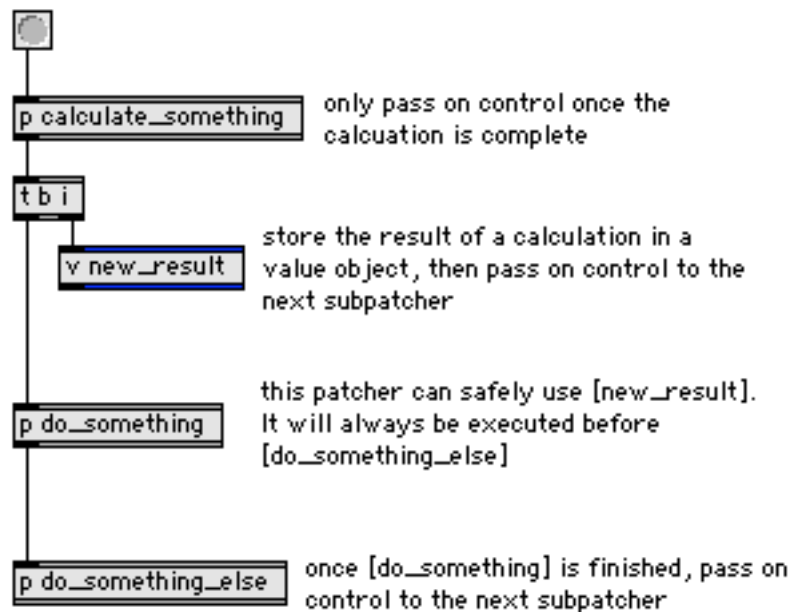 p calculate_something
only pass on control once the
calcuation is complete
t b i
v new_result
store the result of a calculation in a
value object, then pass on control to the
next subpatcher
p do_something
this patcher can safely use [new_result].
It will always be executed before
[do_something_else]
p do_something_else
once [do_something] is finished, pass on
control to the next subpatcher